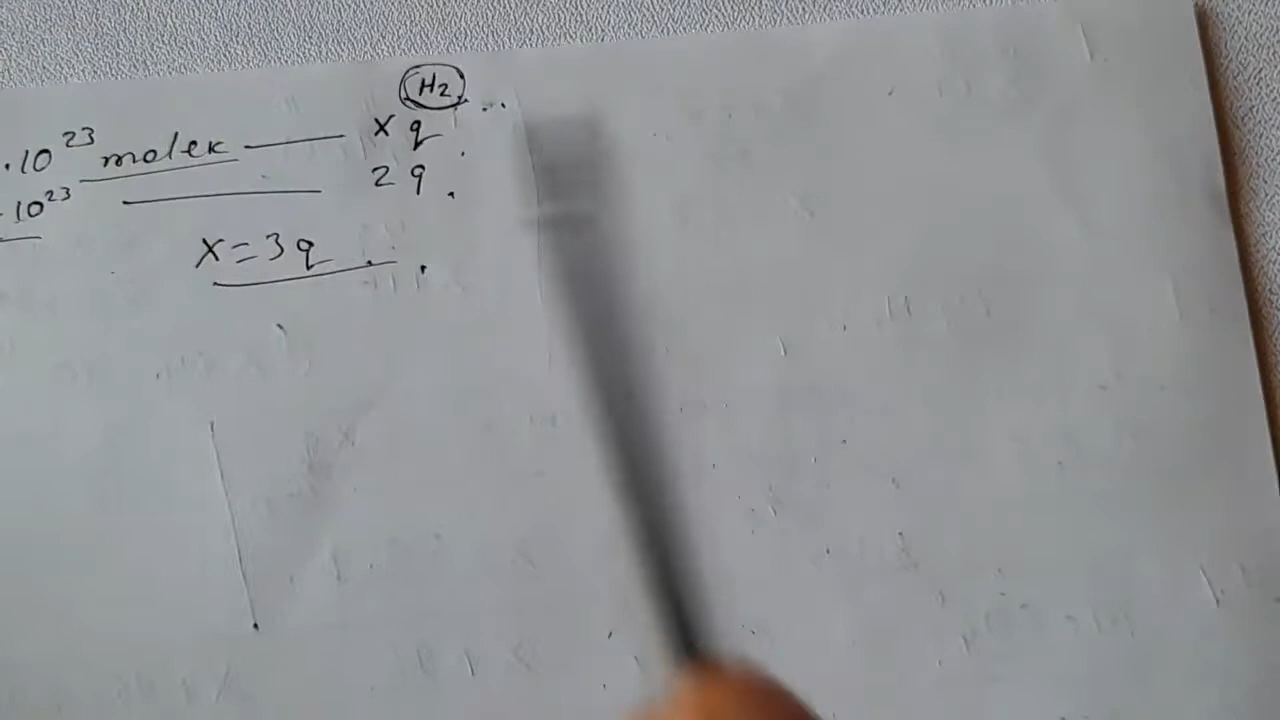 H2
.10^23 molek —— x q
10^23 —— 2 q.
x = 3 q